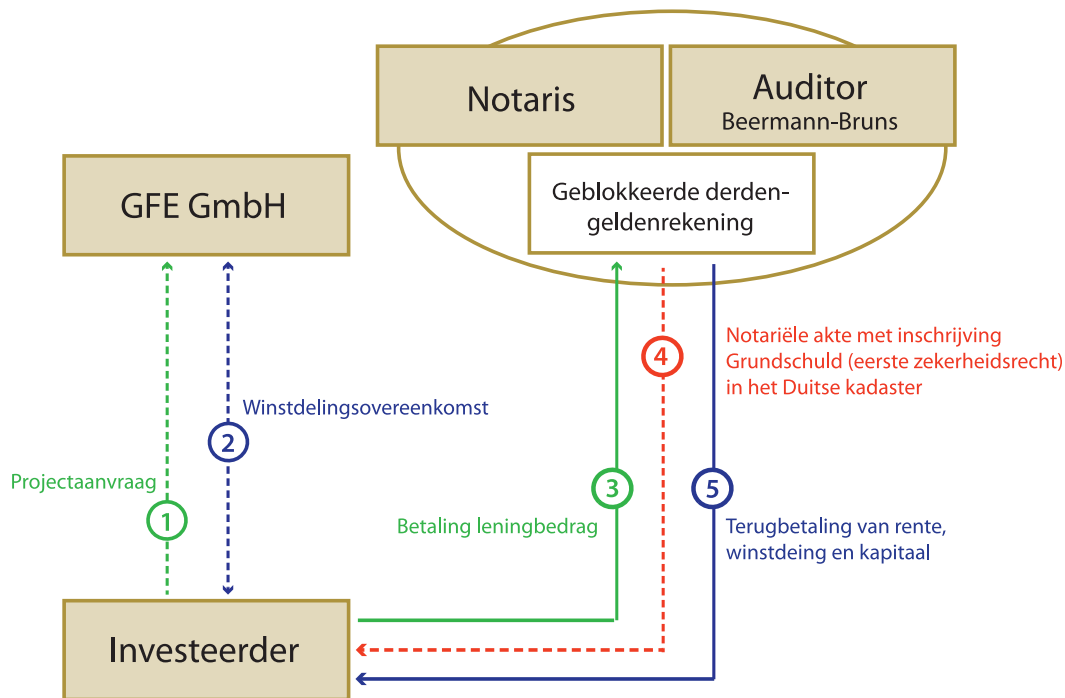 Notaris
Auditor
Beermann-Bruns
GFE GmbH
Geblokkeerde derden-
geldenrekening
Notariële akte met inschrijving
Grundschuld (eerste zekerheidsrecht)
in het Duitse kadaster
4
Winstdelingsovereenkomst
2
Projectaanvraag
1
3
Betaling leningbedrag
5
Terugbetaling van rente,
winstdeing en kapitaal
Investeerder